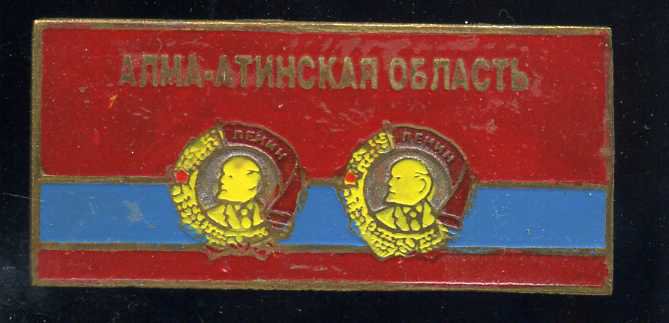 АЛМА-АТИНСКАЯ ОБЛАСТЬ
ЛЕНИН ЛЕНИН